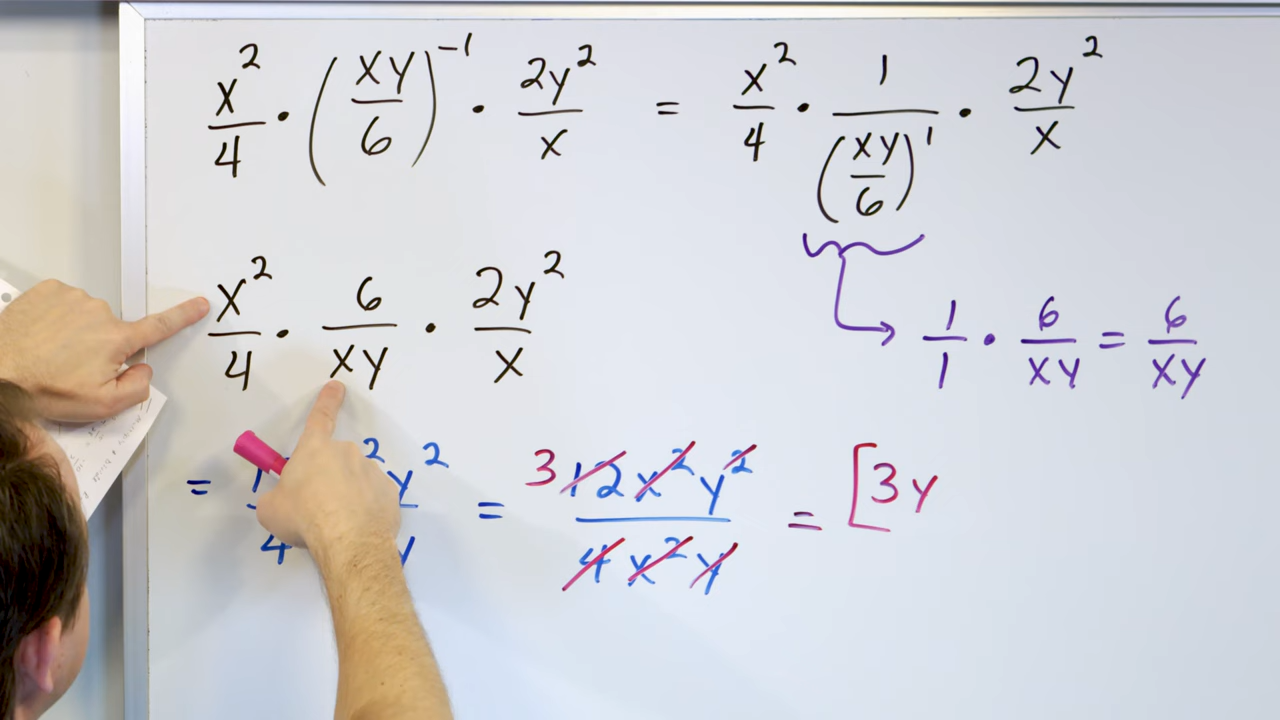 x²/4 · (xy/6)⁻¹ · 2y²/x = x²/4 · 1/(xy/6)¹ · 2y²/x
x²/4 · 6/xy · 2y²/x
1/1 · 6/xy = 6/xy
= ²y² = 3 12x²y²/4x²y = [3y